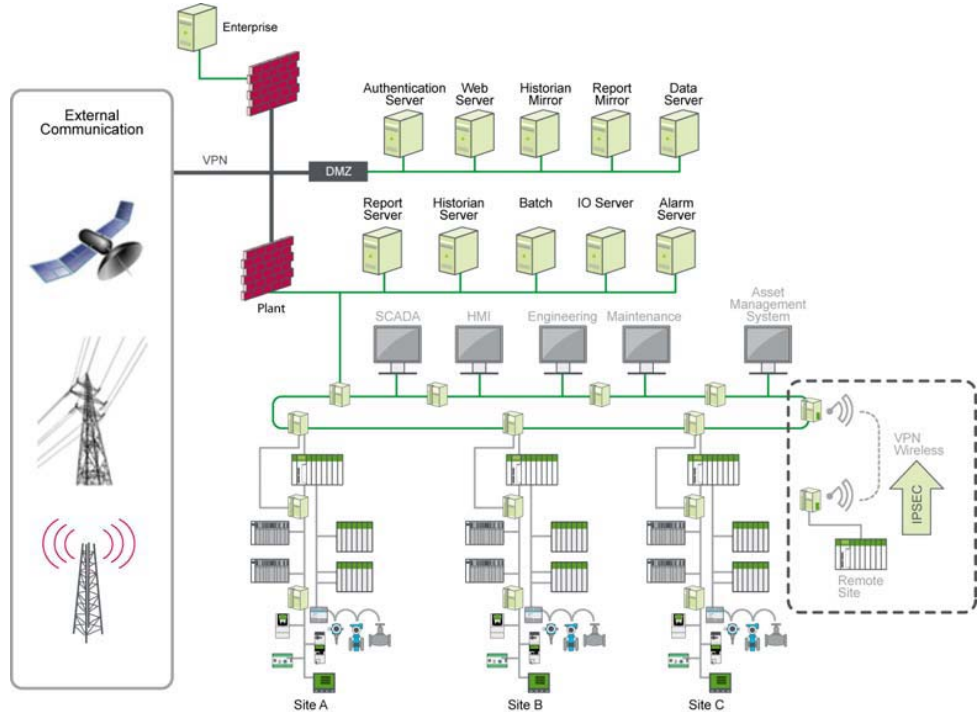 Enterprise
External
Communication
VPN
DMZ
Authentication
Server
Web
Server
Historian
Mirror
Report
Mirror
Data
Server
Report
Server
Historian
Server
Batch
IO Server
Alarm
Server
Plant
SCADA
HMI
Engineering
Maintenance
Asset
Management
System
VPN
Wireless
IPSEC
Remote
Site
Site A
Site B
Site C